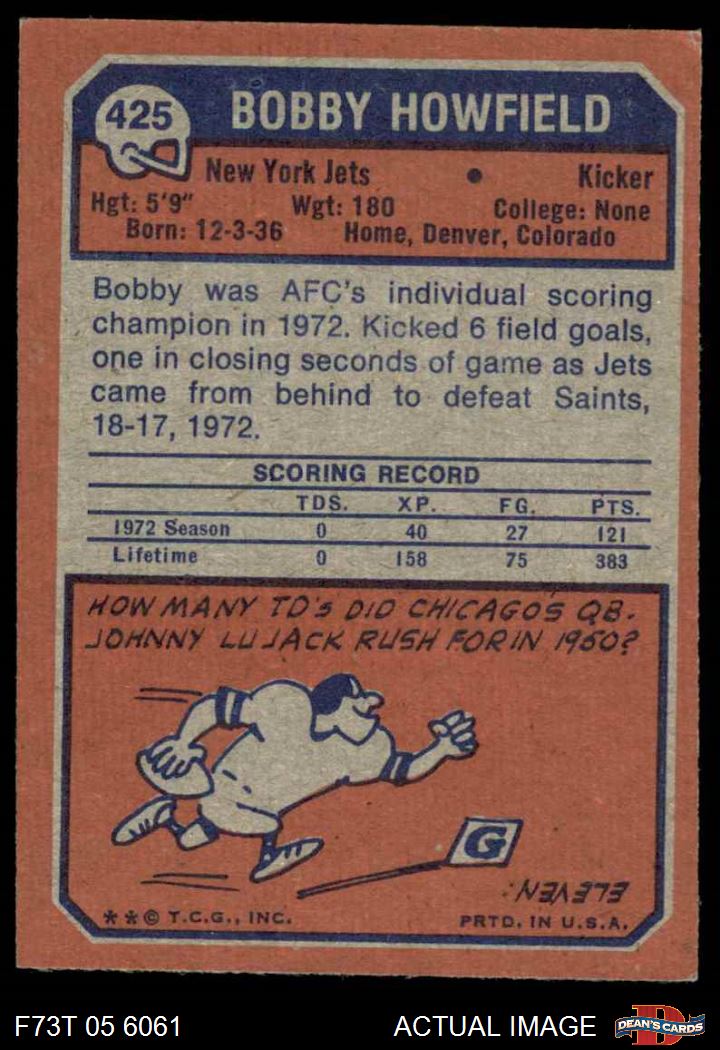 425
BOBBY HOWFIELD
New York Jets • Kicker
Hgt: 5'9" Wgt: 180 College: None
Born: 12-3-36 Home, Denver, Colorado
Bobby was AFC's individual scoring
champion in 1972. Kicked 6 field goals,
one in closing seconds of game as Jets
came from behind to defeat Saints,
18-17, 1972.
SCORING RECORD
TDS. XP. FG. PTS.
1972 Season 0 40 27 121
Lifetime 0 158 75 383
HOW MANY TD'S DID CHICAGOS QB.
JOHNNY LUJACK RUSH FOR IN 1950?
G
ELEVEN.
**© T.C.G., INC. PRTD. IN U.S.A.
F73T 05 6061 ACTUAL IMAGE D DEAN'S CARDS